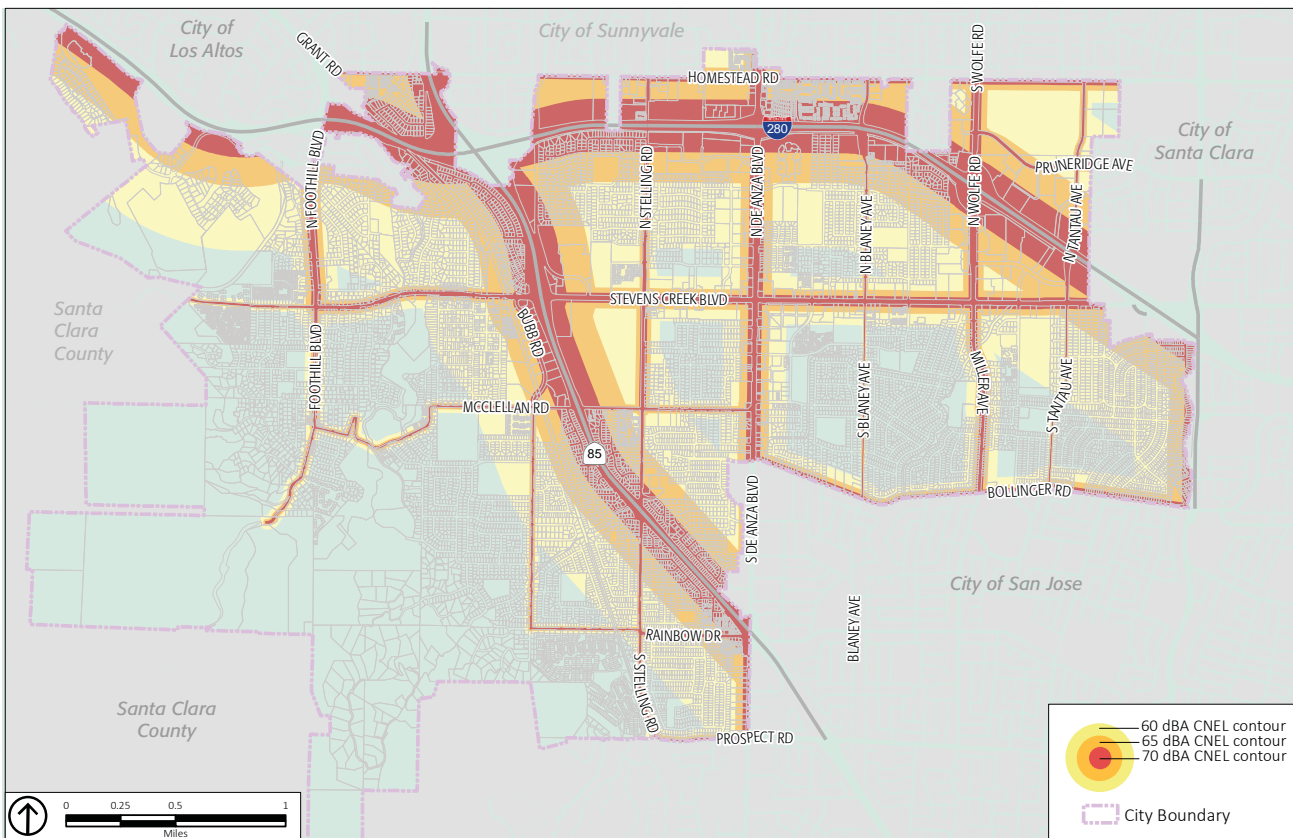 City of
Los Altos
City of Sunnyvale
GRANT RD
HOMESTEAD RD
S WOLFE RD
280
City of
Santa Clara
PRUNERIDGE AVE
N FOOTHILL BLVD
N STELLING RD
N DE ANZA BLVD
N BLANEY AVE
N WOLFE RD
N TANTAU AVE
Santa
Clara
County
STEVENS CREEK BLVD
BUBB RD
FOOTHILL BLVD
MILLER AVE
S BLANEY AVE
S TANTAU AVE
MCCLELLAN RD
85
BOLLINGER RD
S DE ANZA BLVD
City of San Jose
BLANEY AVE
RAINBOW DR
S STELLING RD
PROSPECT RD
Santa Clara
County
60 dBA CNEL contour
65 dBA CNEL contour
70 dBA CNEL contour
City Boundary
0 0.25 0.5 1
Miles